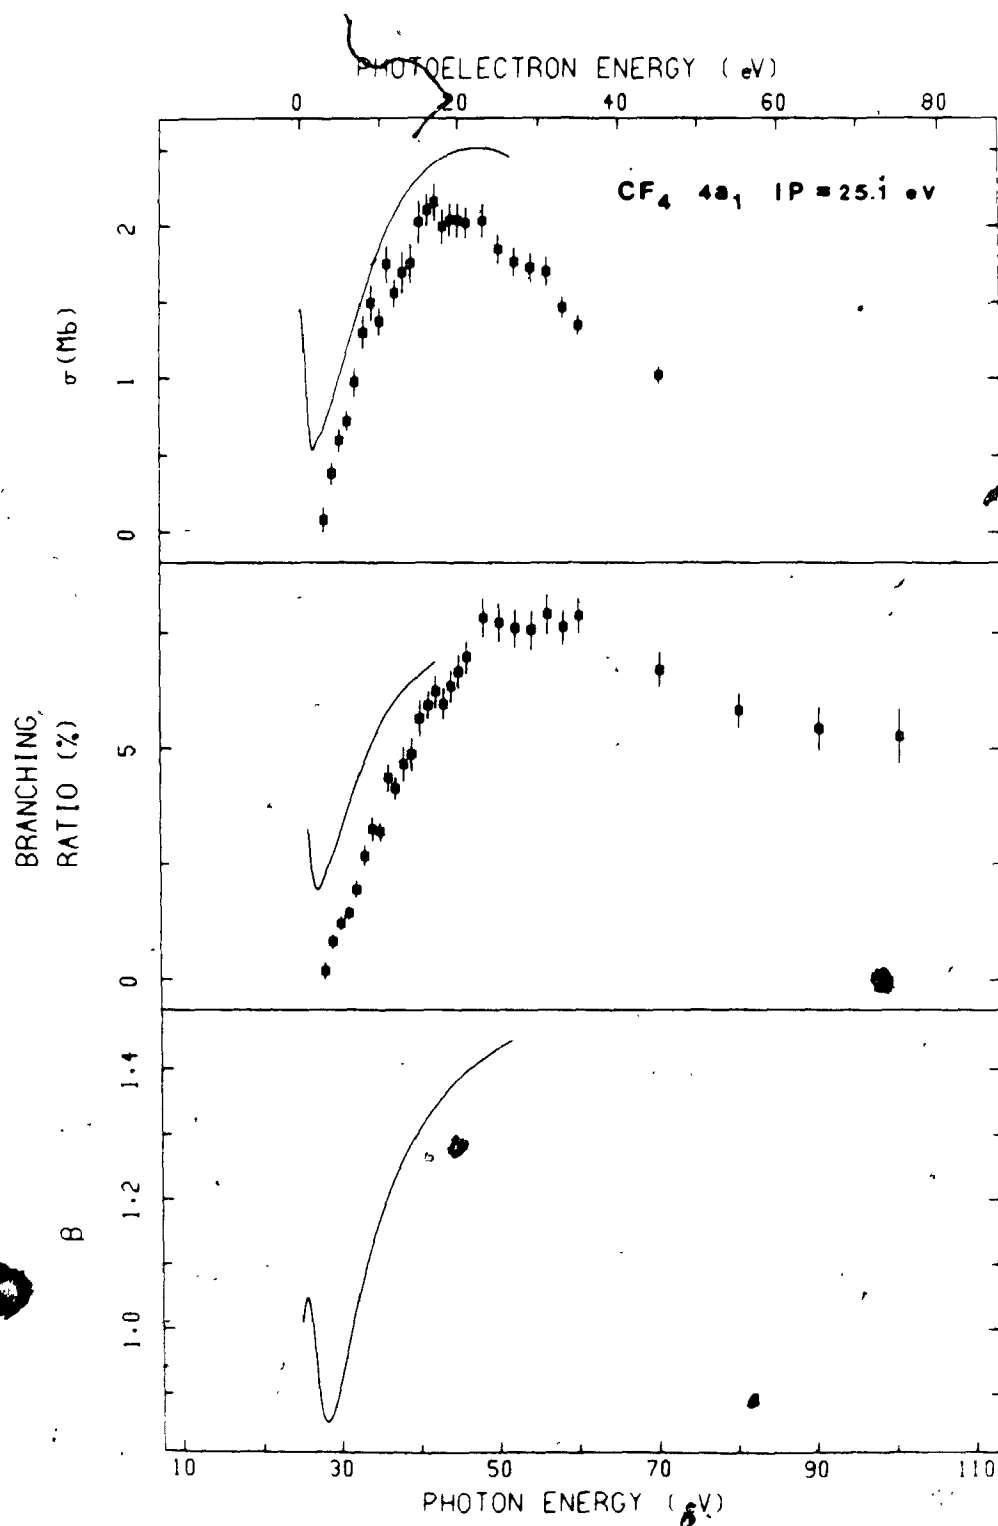 PHOTOELECTRON ENERGY (eV)
0 20 40 60 80
CF4 4a1 IP = 25.1 eV
2
1
0
σ (Mb)
5
0
BRANCHING
RATIO (%)
1.4
1.2
1.0
β
10 30 50 70 90 110
PHOTON ENERGY (eV)